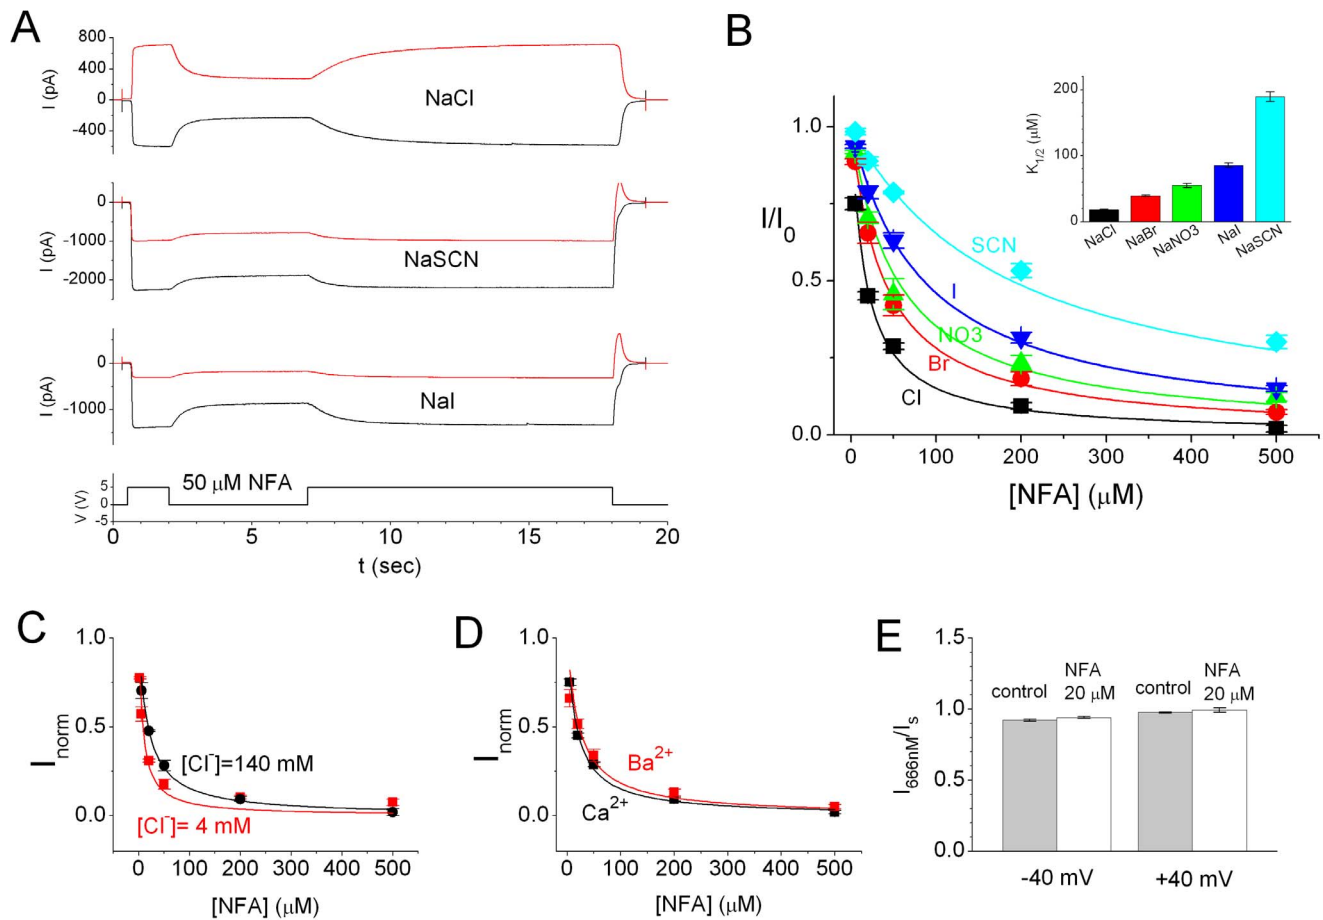 A
800
400
0
-400
I (pA)
NaCl
0
-1000
-2000
I (pA)
NaSCN
0
-1000
I (pA)
NaI
5
0
-5
V (V)
50 μM NFA
0 5 10 15 20
t (sec)
B
1.0
0.5
0.0
I/I0
SCN
I
NO3
Br
Cl
0 100 200 300 400 500
[NFA] (μM)
200
100
0
K1/2 (μM)
NaCl NaBr NaNO3 NaI NaSCN
C
1.0
0.5
0.0
Inorm
[Cl-]=140 mM
[Cl-]= 4 mM
0 100 200 300 400 500
[NFA] (μM)
D
1.0
0.5
0.0
Inorm
Ba2+
Ca2+
0 100 200 300 400 500
[NFA] (μM)
E
1.5
1.0
0.5
0.0
I666nM/Is
control NFA 20 μM
control NFA 20 μM
-40 mV +40 mV